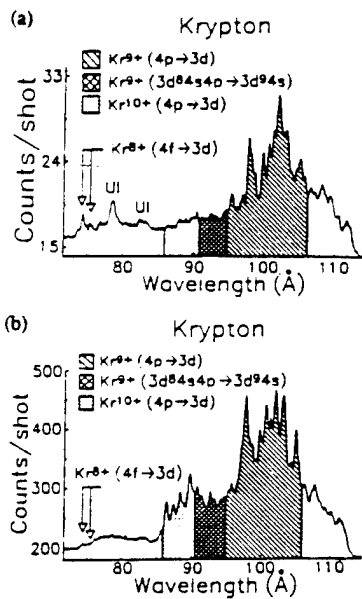 (a)
Krypton
Kr9+ (4p→3d)
Kr9+ (3d84s4p→3d94s)
Kr10+ (4p→3d)
Kr8+ (4f→3d)
UI
UI
33
24
15
Counts/shot
80
90
100
110
Wavelength (Å)
(b)
Krypton
Kr9+ (4p→3d)
Kr9+ (3d84s4p→3d94s)
Kr10+ (4p→3d)
Kr8+ (4f→3d)
500
400
300
200
Counts/shot
80
90
100
110
Wavelength (Å)